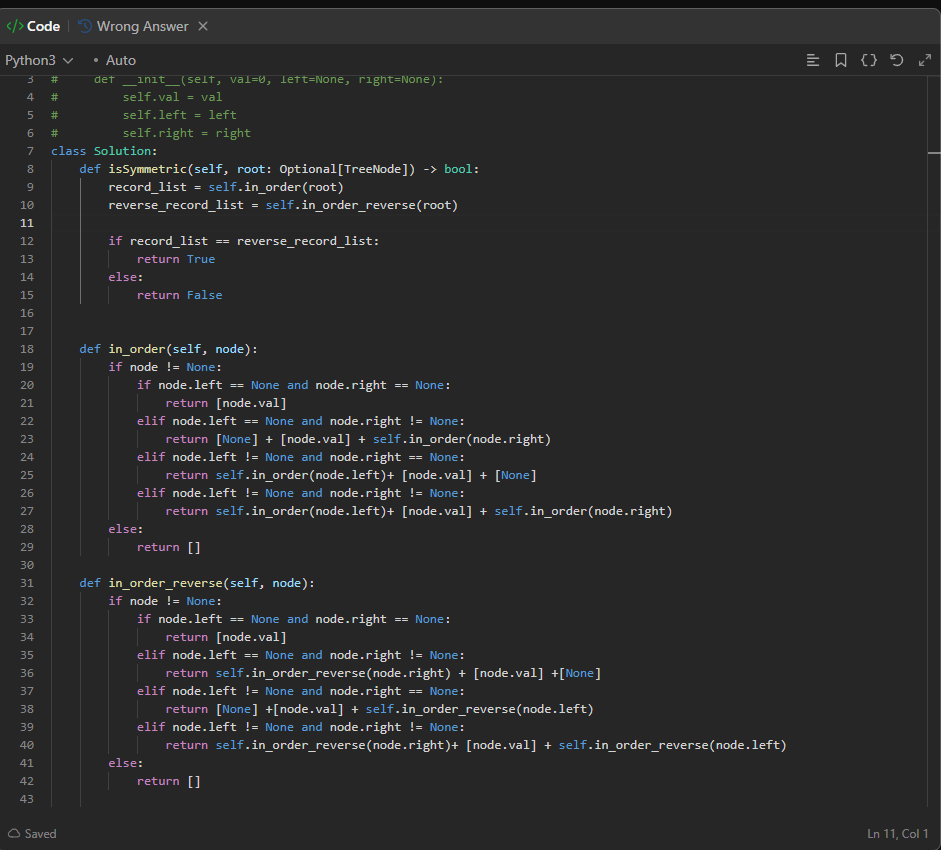 </> Code | Wrong Answer ×
Python3 • Auto
3 #     def __init__(self, val=0, left=None, right=None):
4 #         self.val = val
5 #         self.left = left
6 #         self.right = right
7 class Solution:
8     def isSymmetric(self, root: Optional[TreeNode]) -> bool:
9         record_list = self.in_order(root)
10         reverse_record_list = self.in_order_reverse(root)
11
12         if record_list == reverse_record_list:
13             return True
14         else:
15             return False
16
17
18     def in_order(self, node):
19         if node != None:
20             if node.left == None and node.right == None:
21                 return [node.val]
22             elif node.left == None and node.right != None:
23                 return [None] + [node.val] + self.in_order(node.right)
24             elif node.left != None and node.right == None:
25                 return self.in_order(node.left)+ [node.val] + [None]
26             elif node.left != None and node.right != None:
27                 return self.in_order(node.left)+ [node.val] + self.in_order(node.right)
28         else:
29             return []
30
31     def in_order_reverse(self, node):
32         if node != None:
33             if node.left == None and node.right == None:
34                 return [node.val]
35             elif node.left == None and node.right != None:
36                 return self.in_order_reverse(node.right) + [node.val] +[None]
37             elif node.left != None and node.right == None:
38                 return [None] +[node.val] + self.in_order_reverse(node.left)
39             elif node.left != None and node.right != None:
40                 return self.in_order_reverse(node.right)+ [node.val] + self.in_order_reverse(node.left)
41         else:
42             return []
43
Saved Ln 11, Col 1